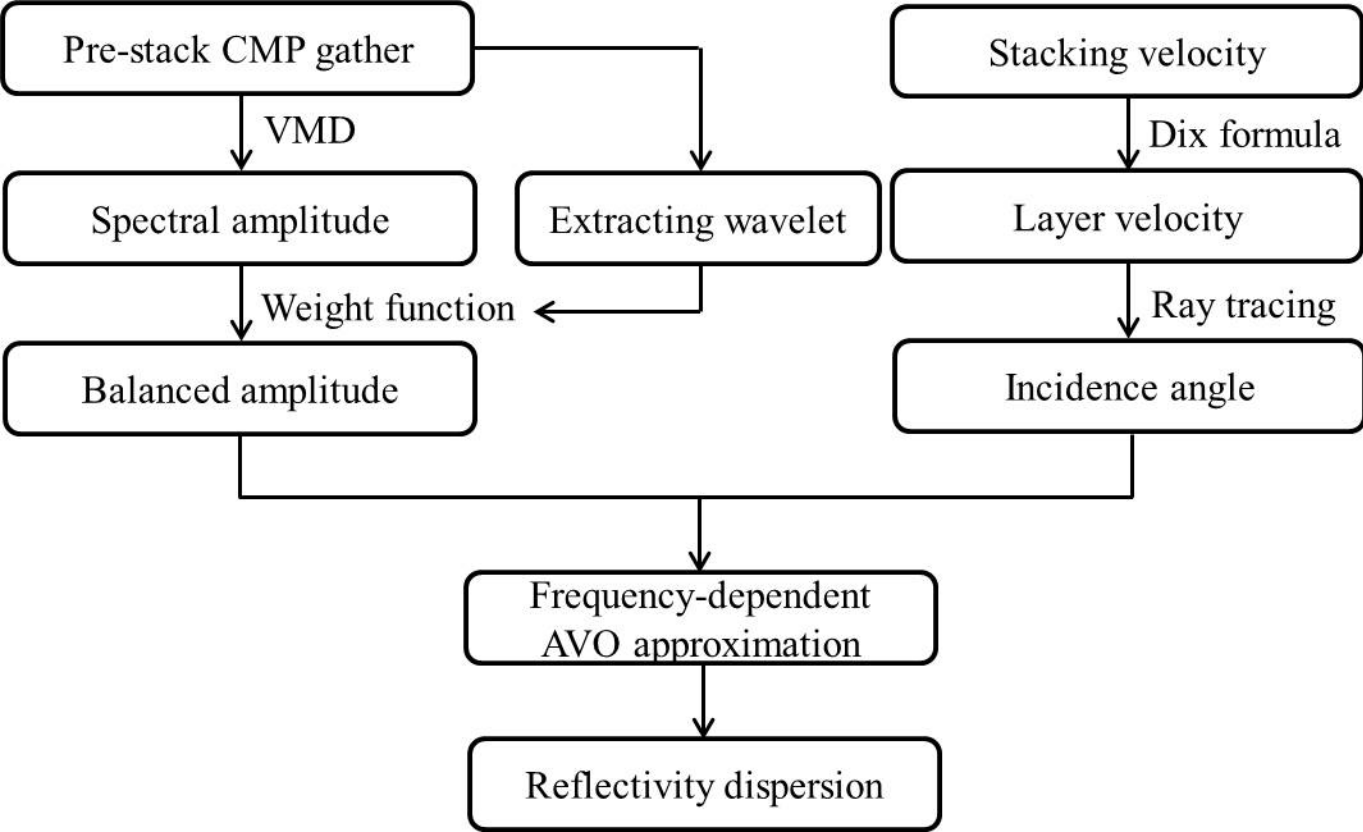 Pre-stack CMP gather
Stacking velocity
VMD
Dix formula
Spectral amplitude
Extracting wavelet
Layer velocity
Weight function
Ray tracing
Balanced amplitude
Incidence angle
Frequency-dependent
AVO approximation
Reflectivity dispersion